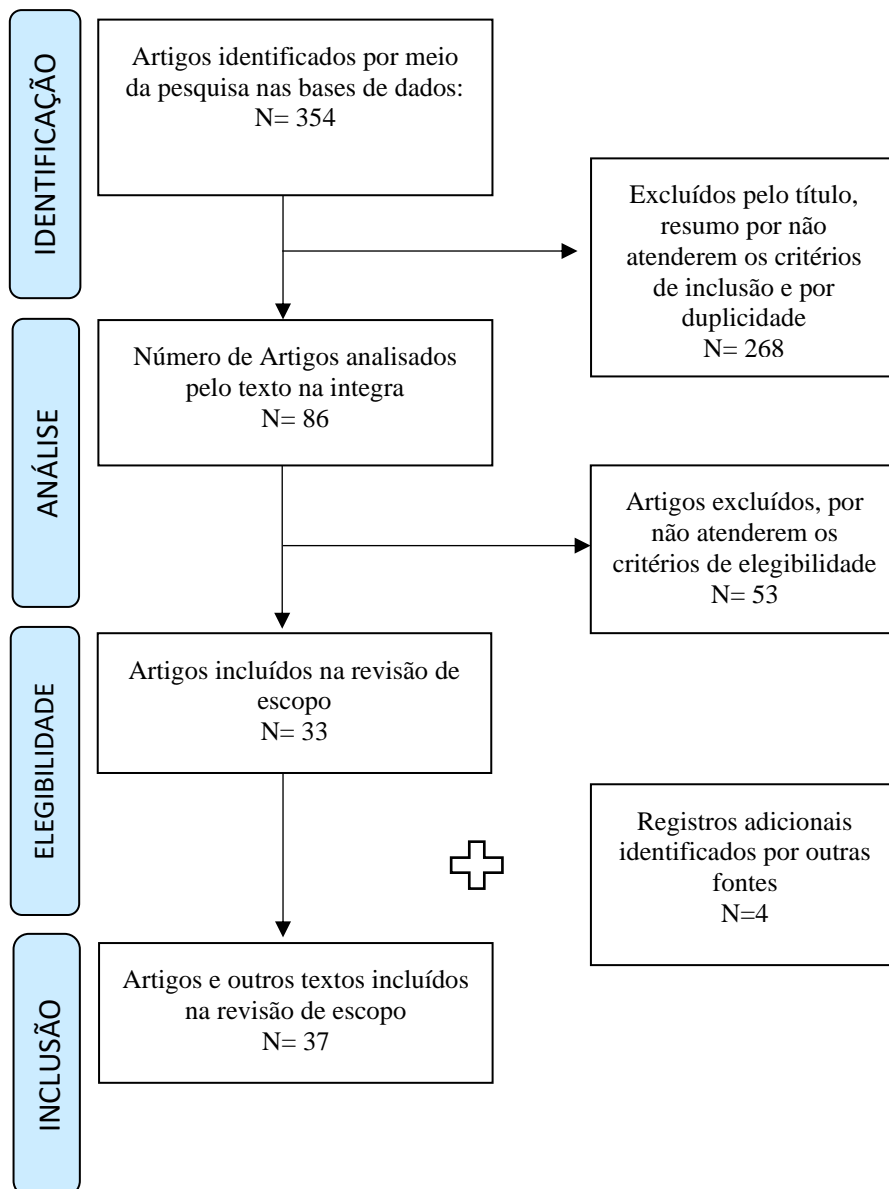 IDENTIFICAÇÃO
Artigos identificados por meio
da pesquisa nas bases de dados:
N= 354
Excluídos pelo título,
resumo por não
atenderem os critérios
de inclusão e por
duplicidade
N= 268
ANÁLISE
Número de Artigos analisados
pelo texto na integra
N= 86
Artigos excluídos, por
não atenderem os
critérios de elegibilidade
N= 53
ELEGIBILIDADE
Artigos incluídos na revisão de
escopo
N= 33
Registros adicionais
identificados por outras
fontes
N=4
INCLUSÃO
Artigos e outros textos incluídos
na revisão de escopo
N= 37